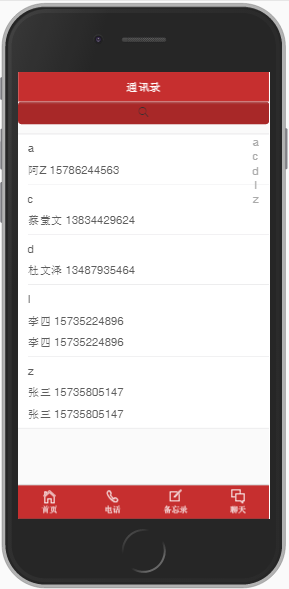 通讯录
a
阿Z 15786244563
c
蔡莹文 13834429624
d
杜文泽 13487935464
l
李四 15735224896
李四 15735224896
z
张三 15735805147
张三 15735805147
a
c
d
l
z
首页 电话 备忘录 聊天